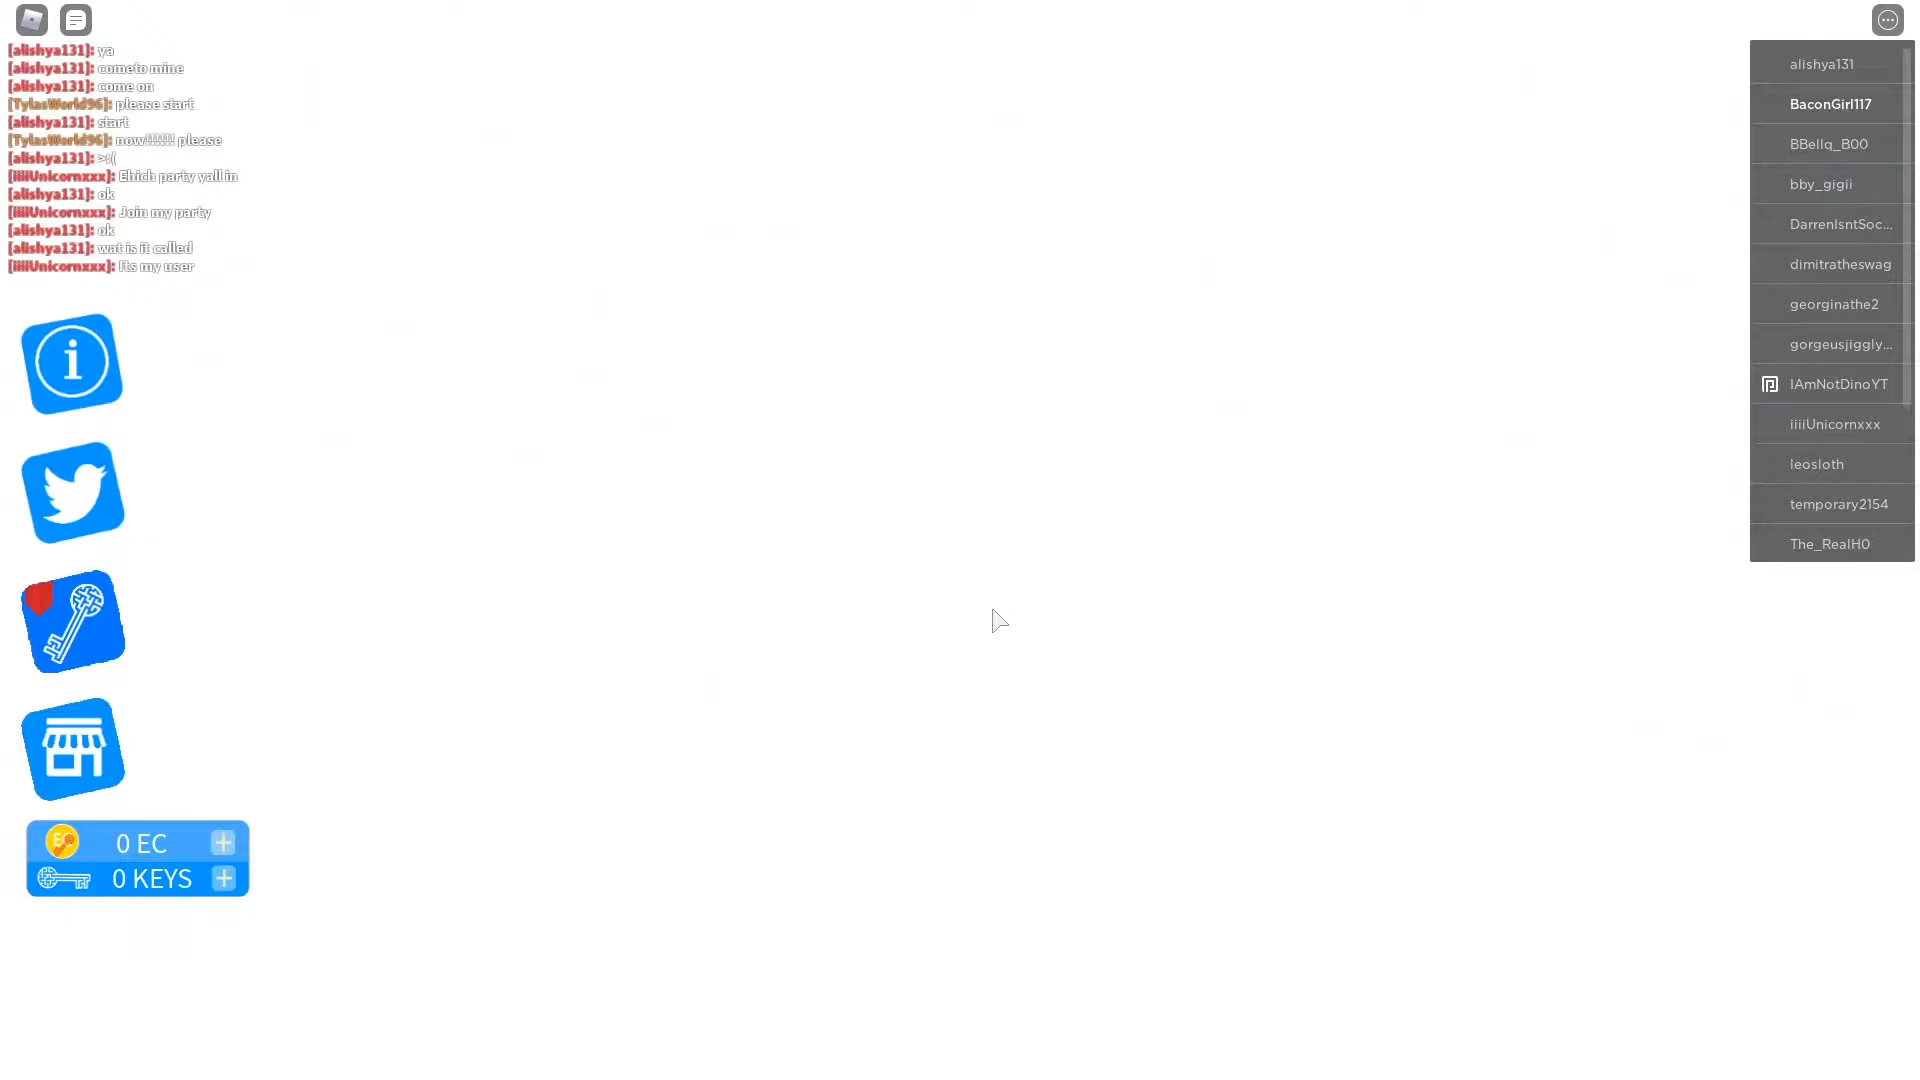 [alishya131]: ya
[alishya131]: cometo mine
[alishya131]: come on
[TylasWorld96]: please start
[alishya131]: start
[TylasWorld96]: now!!!!!! please
[alishya131]: >:(
[iiiiUnicornxxx]: Ehich party yall in
[alishya131]: ok
[iiiiUnicornxxx]: Join my party
[alishya131]: ok
[alishya131]: wat is it called
[iiiiUnicornxxx]: Its my user
0 EC
0 KEYS
alishya131
BaconGirl117
BBellq_B00
bby_gigii
DarrenIsntSoc...
dimitratheswag
georginathe2
gorgeusjiggly...
IAmNotDinoYT
iiiiUnicornxxx
leosloth
temporary2154
The_RealH0